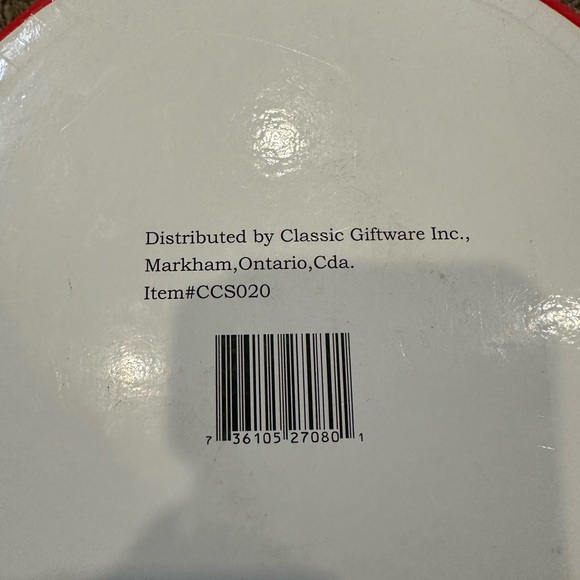 Distributed by Classic Giftware Inc.,
Markham,Ontario,Cda.
Item#CCS020
7 36105 27080 1